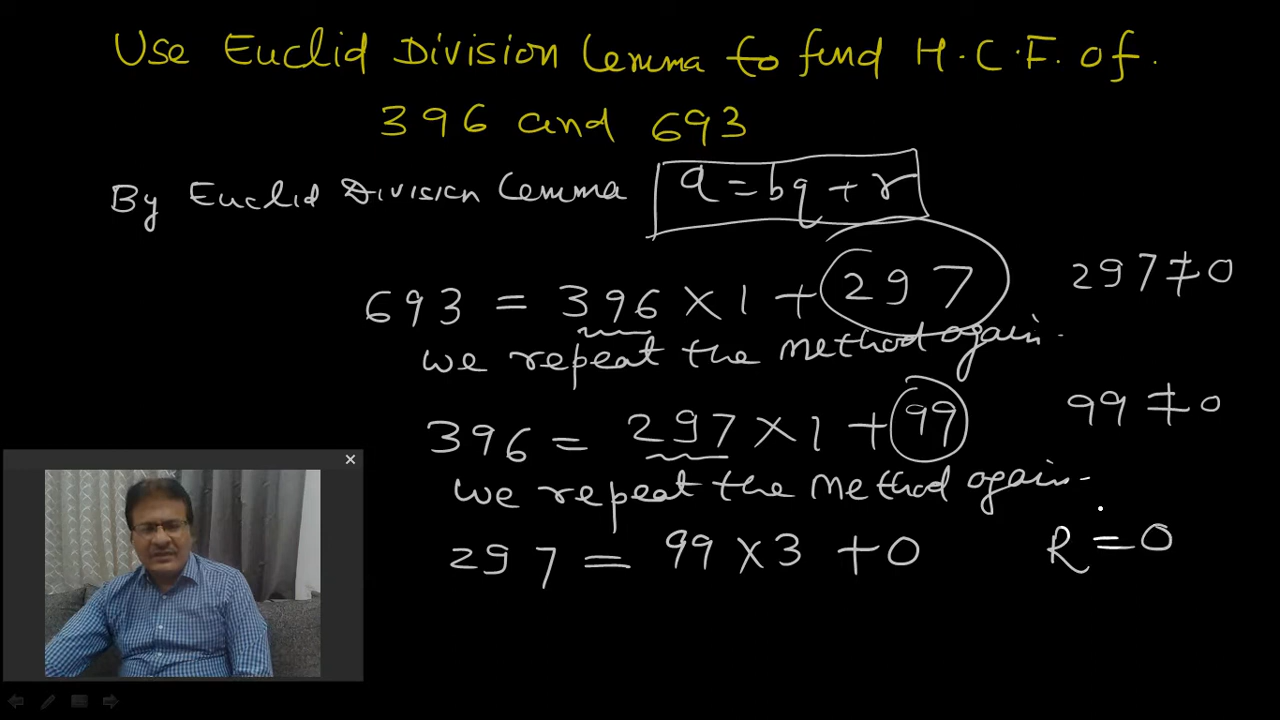 Use Euclid Division Lemma to find H.C.F. of.
396 and 693
By Euclid Division Lemma a = bq + r
693 = 396 × 1 + 297 297 ≠ 0
we repeat the method again.
396 = 297 × 1 + 99 99 ≠ 0
we repeat the method again.
297 = 99 × 3 + 0 R = 0